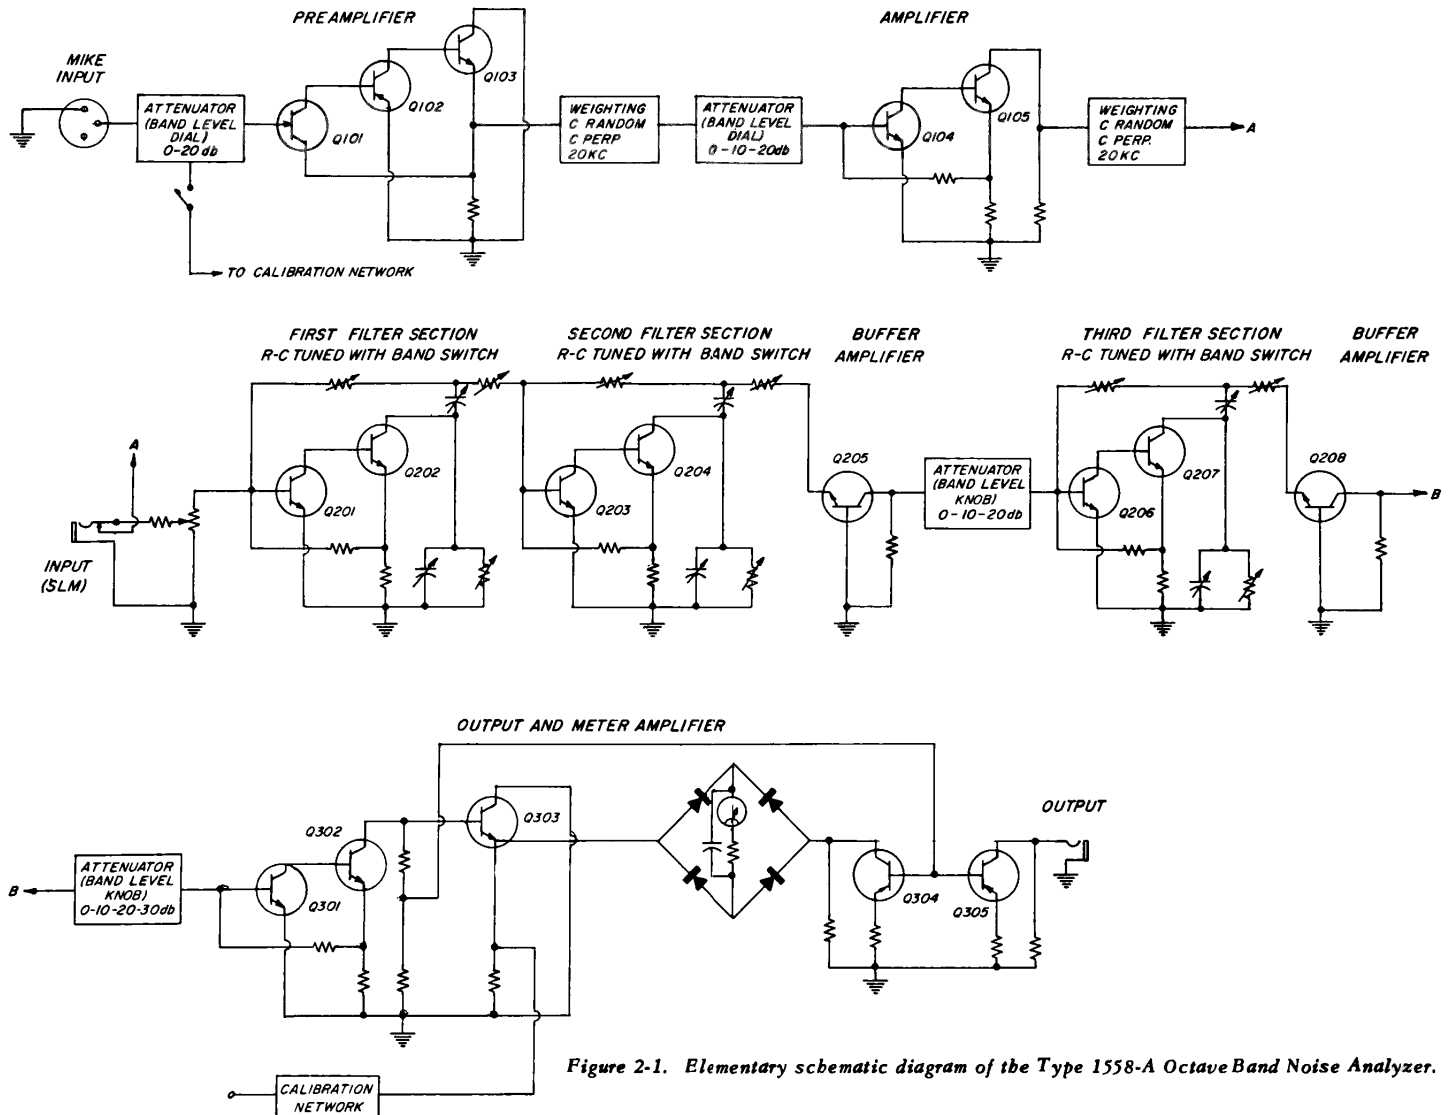 PREAMPLIFIER
AMPLIFIER
MIKE
INPUT
ATTENUATOR
(BAND LEVEL
DIAL)
0-20 db
Q101
Q102
Q103
WEIGHTING
C RANDOM
C PERP.
20KC
ATTENUATOR
(BAND LEVEL
DIAL)
0-10-20db
Q104
Q105
WEIGHTING
C RANDOM
C PERP.
20KC
A
TO CALIBRATION NETWORK
FIRST FILTER SECTION
R-C TUNED WITH BAND SWITCH
SECOND FILTER SECTION
R-C TUNED WITH BAND SWITCH
BUFFER
AMPLIFIER
THIRD FILTER SECTION
R-C TUNED WITH BAND SWITCH
BUFFER
AMPLIFIER
A
INPUT
(SLM)
Q201
Q202
Q203
Q204
Q205
ATTENUATOR
(BAND LEVEL
KNOB)
0-10-20db
Q206
Q207
Q208
B
OUTPUT AND METER AMPLIFIER
B
ATTENUATOR
(BAND LEVEL
KNOB)
0-10-20-30db
Q301
Q302
Q303
Q304
Q305
OUTPUT
CALIBRATION
NETWORK
Figure 2-1. Elementary schematic diagram of the Type 1558-A Octave Band Noise Analyzer.